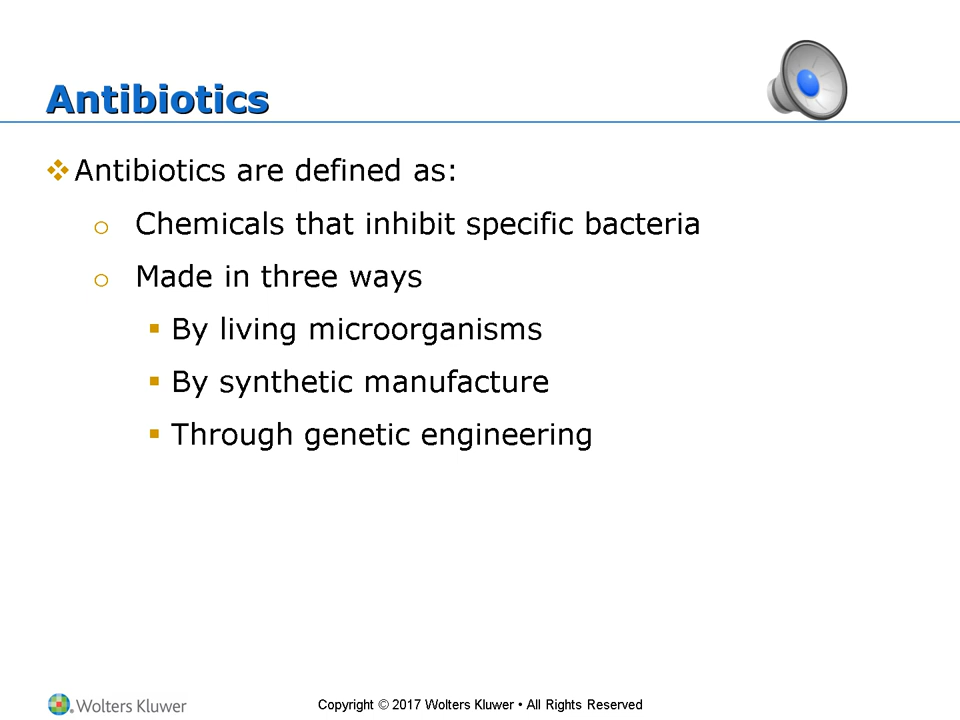 Antibiotics
Antibiotics are defined as:
Chemicals that inhibit specific bacteria
Made in three ways
By living microorganisms
By synthetic manufacture
Through genetic engineering
Wolters Kluwer
Copyright © 2017 Wolters Kluwer • All Rights Reserved